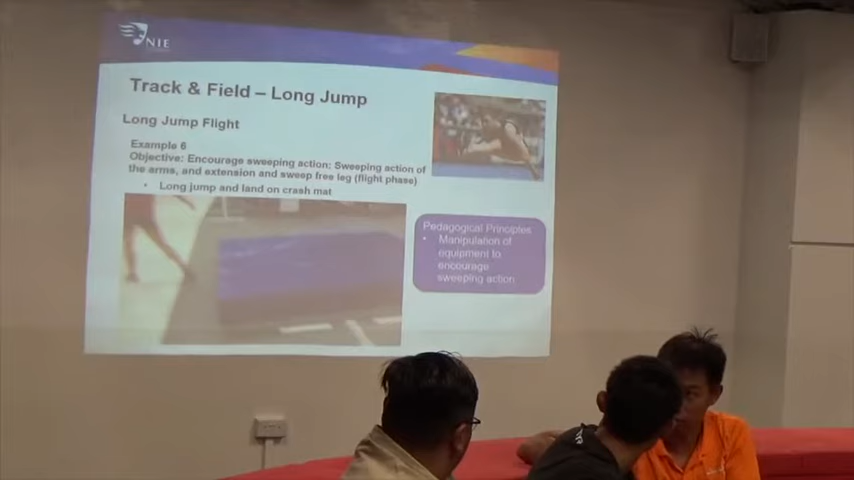 NIE
Track & Field – Long Jump
Long Jump Flight
Example 6
Objective: Encourage sweeping action: Sweeping action of
the arms, and extension and sweep free leg (flight phase)
• Long jump and land on crash mat
Pedagogical Principles
• Manipulation of
equipment to
encourage
sweeping action